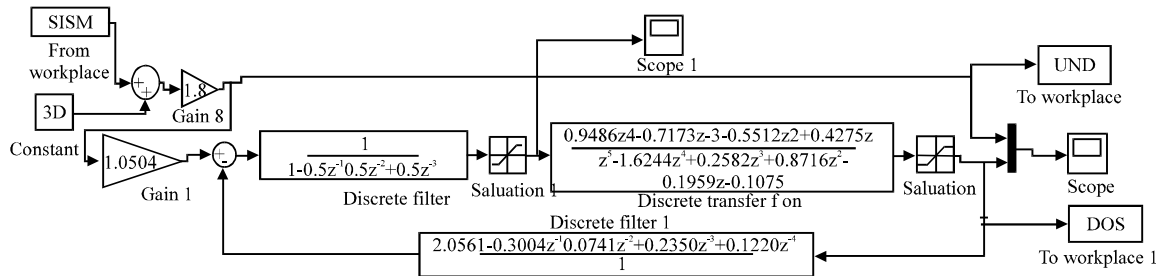 SISM
From
workplace
3D
Constant
+
+
1.8
Gain 8
1.0504
Gain 1
+
-
1
1-0.5z⁻¹0.5z⁻²+0.5z⁻³
Discrete filter
Saluation 1
Scope 1
0.9486z4-0.7173z-3-0.5512z2+0.4275z
z⁵-1.6244z⁴+0.2582z³+0.8716z²-
0.1959z-0.1075
Discrete transfer f on
Saluation
UND
To workplace
Scope
DOS
To workplace 1
Discrete filter 1
2.0561-0.3004z⁻¹0.0741z⁻²+0.2350z⁻³+0.1220z⁻⁴
1